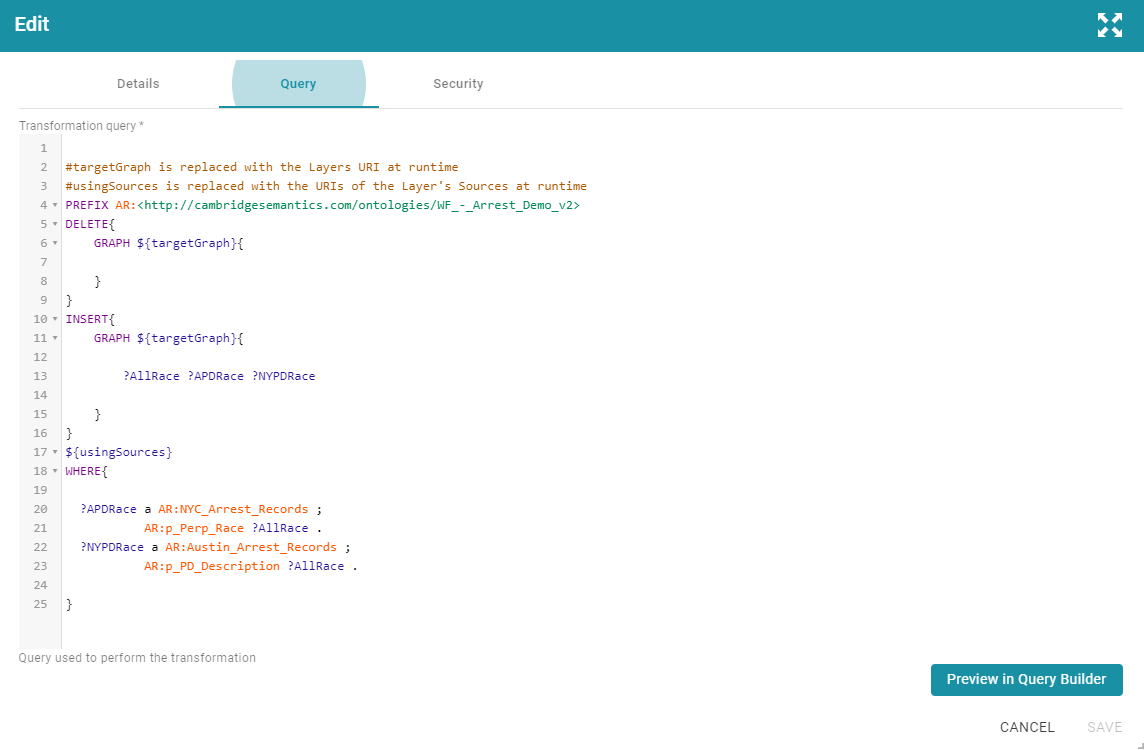 Edit
Details Query Security
Transformation query *
1
2 #targetGraph is replaced with the Layers URI at runtime
3 #usingSources is replaced with the URIs of the Layer's Sources at runtime
4 PREFIX AR:<http://cambridgesemantics.com/ontologies/WF_-_Arrest_Demo_v2>
5 DELETE{
6 GRAPH ${targetGraph}{
7
8 }
9 }
10 INSERT{
11 GRAPH ${targetGraph}{
12
13 ?AllRace ?APDRace ?NYPDRace
14
15 }
16 }
17 ${usingSources}
18 WHERE{
19
20 ?APDRace a AR:NYC_Arrest_Records ;
21 AR:p_Perp_Race ?AllRace .
22 ?NYPDRace a AR:Austin_Arrest_Records ;
23 AR:p_PD_Description ?AllRace .
24
25 }
Query used to perform the transformation
Preview in Query Builder
CANCEL SAVE